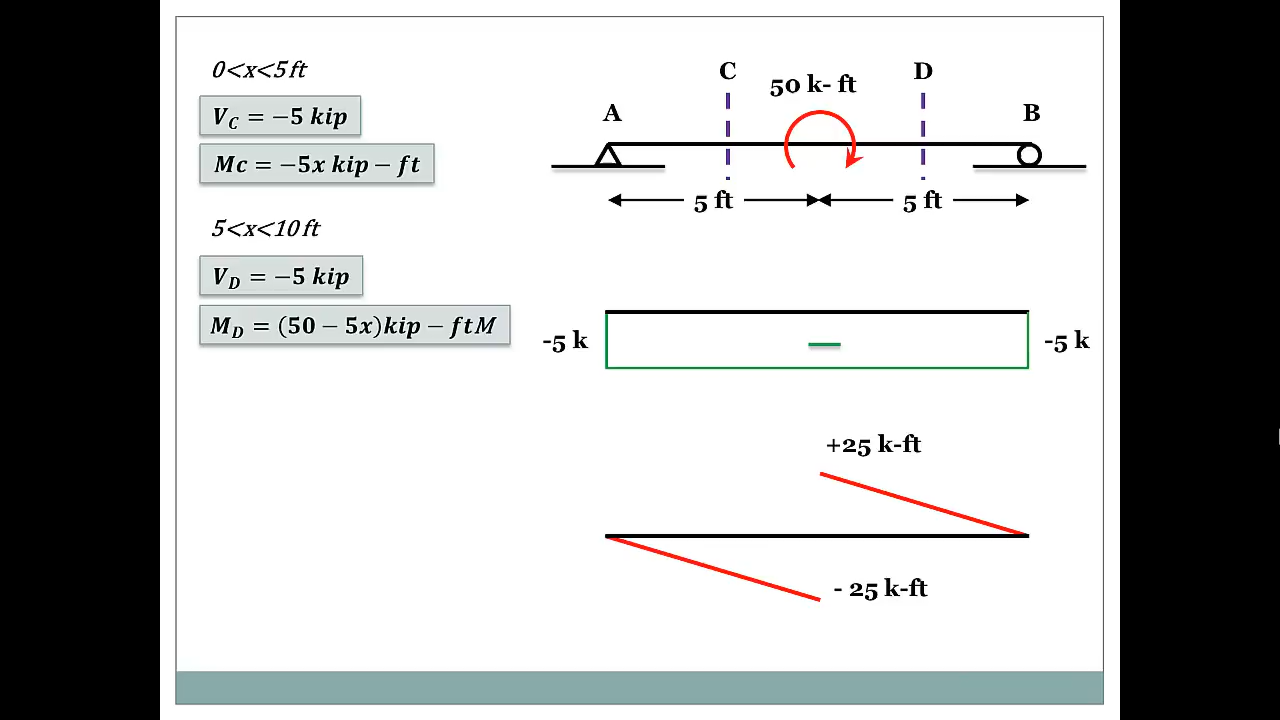 0<x<5ft
V_C = −5 kip
Mc = −5x kip − ft
5<x<10ft
V_D = −5 kip
M_D = (50 − 5x)kip − ftM
C
D
50 k- ft
A
B
5 ft
5 ft
-5 k
-5 k
+25 k-ft
- 25 k-ft